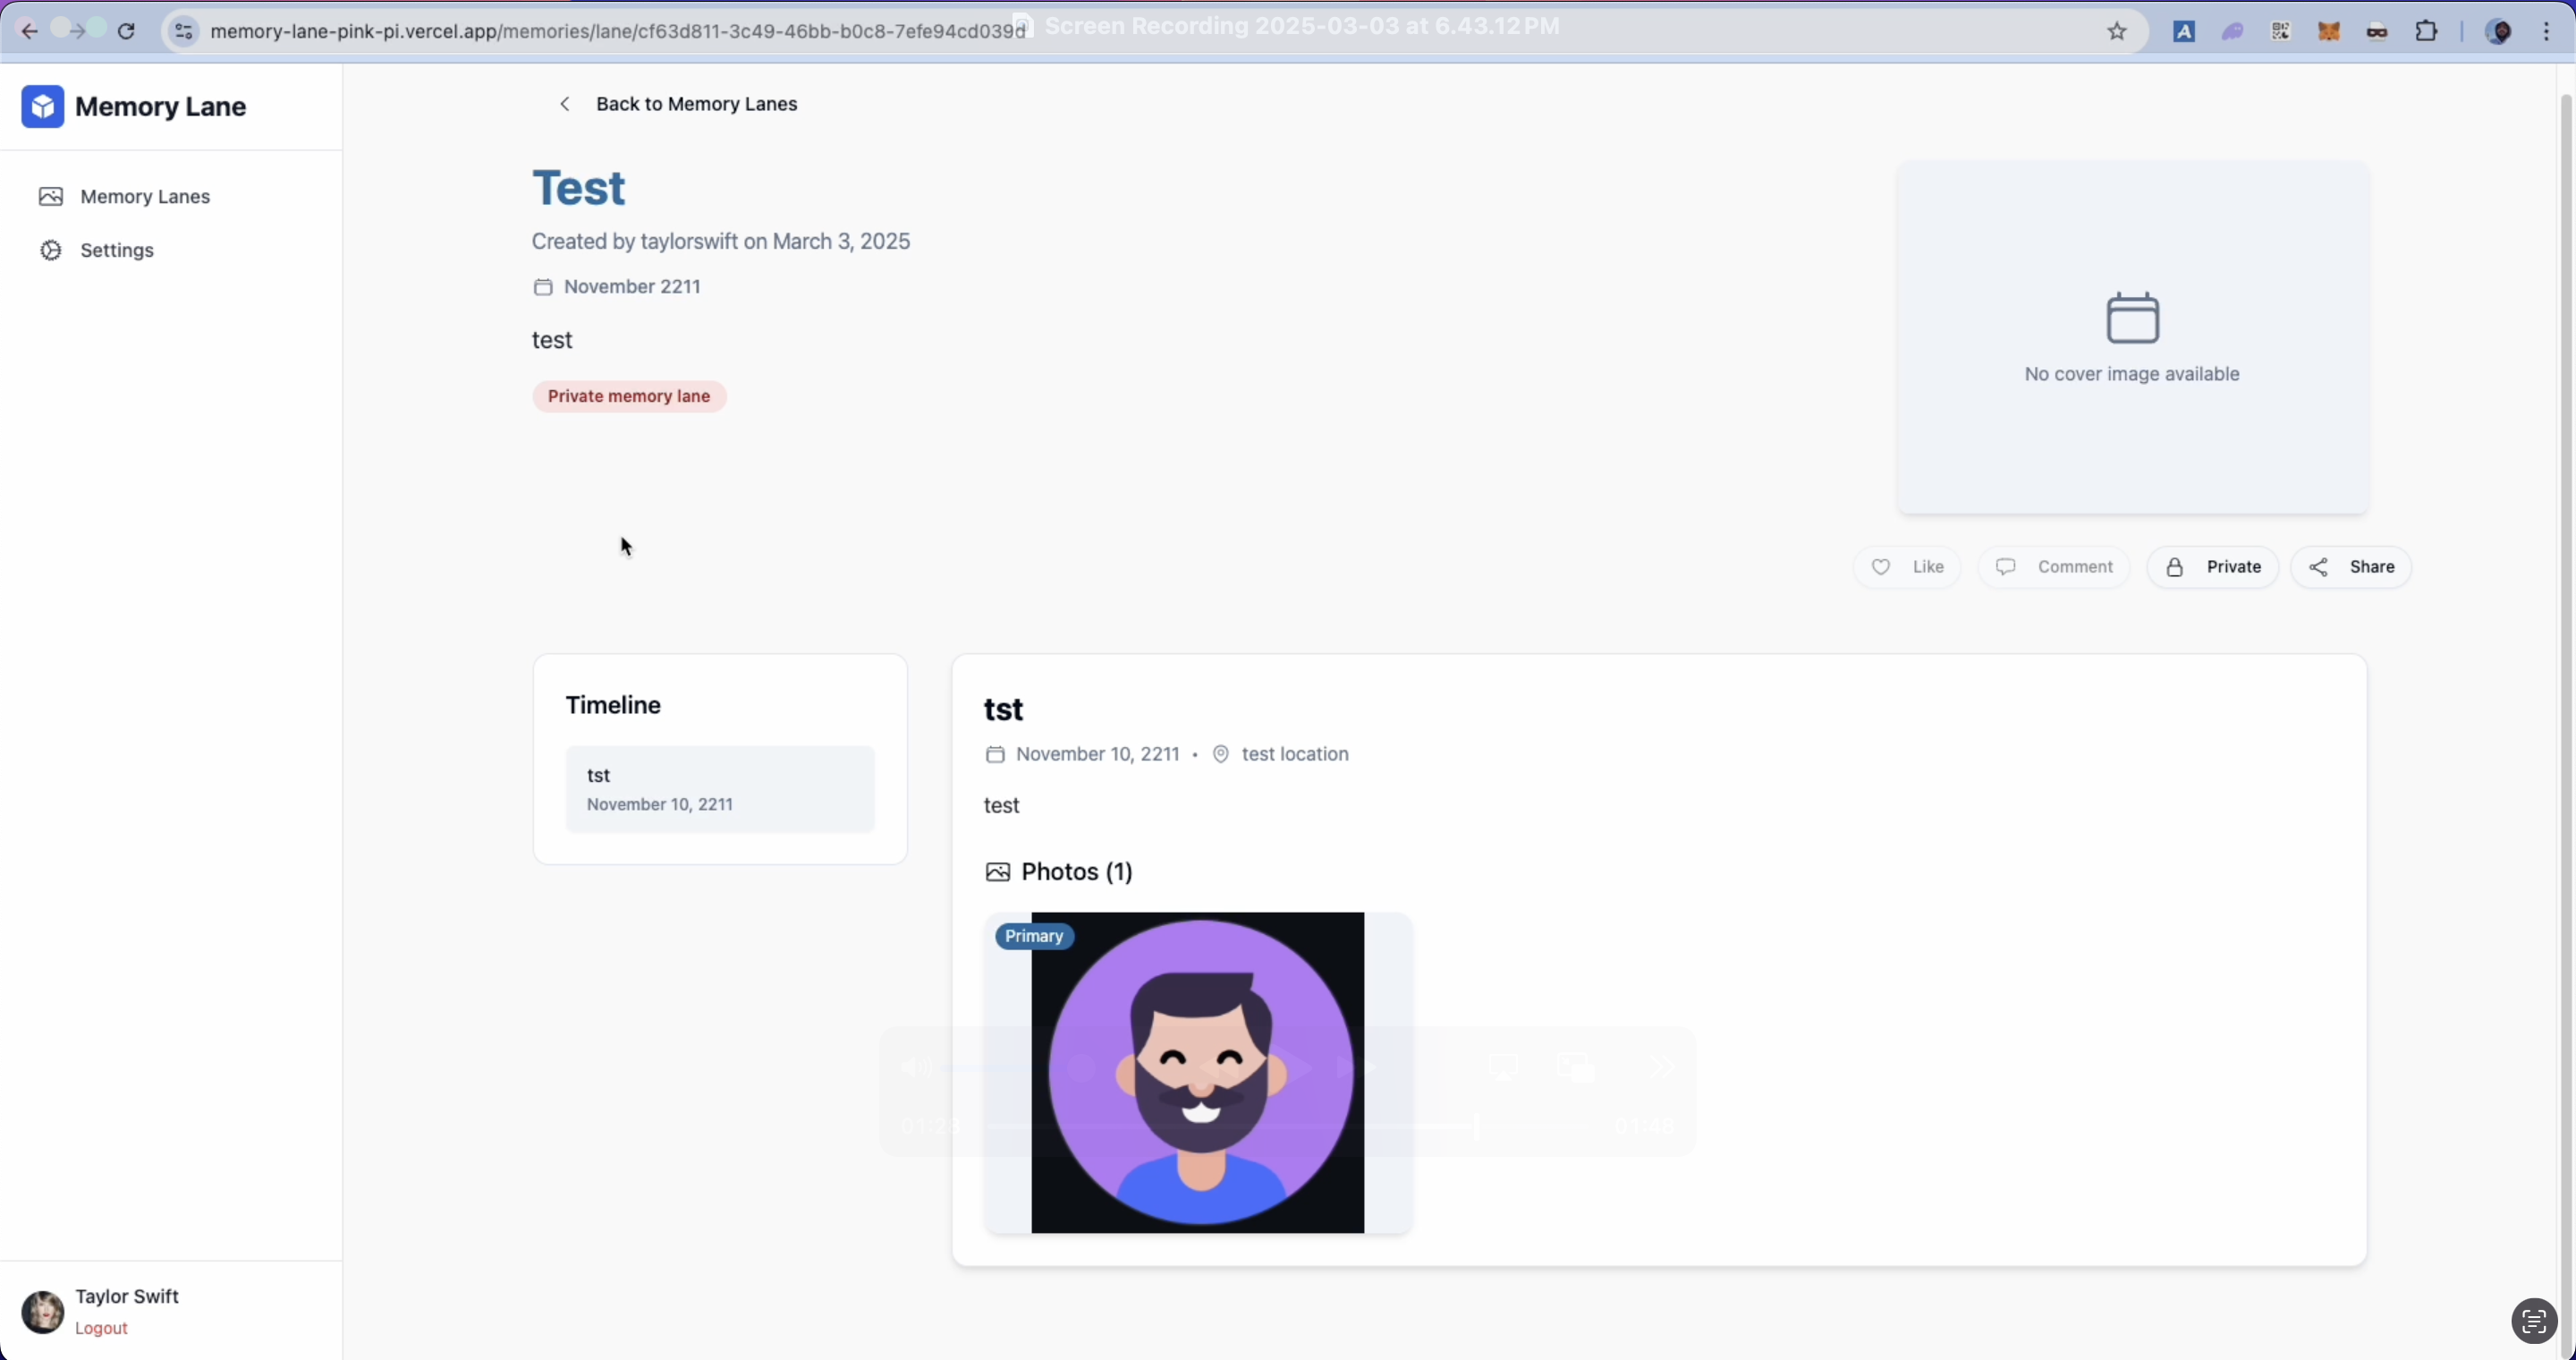 memory-lane-pink-pi.vercel.app/memories/lane/cf63d811-3c49-46bb-b0c8-7efe94cd039d
Screen Recording 2025-03-03 at 6.43.12 PM
Memory Lane
Memory Lanes
Settings
Back to Memory Lanes
Test
Created by taylorswift on March 3, 2025
November 2211
test
Private memory lane
No cover image available
Like
Comment
Private
Share
Timeline
tst
November 10, 2211
tst
November 10, 2211 • test location
test
Photos (1)
Primary
Taylor Swift
Logout